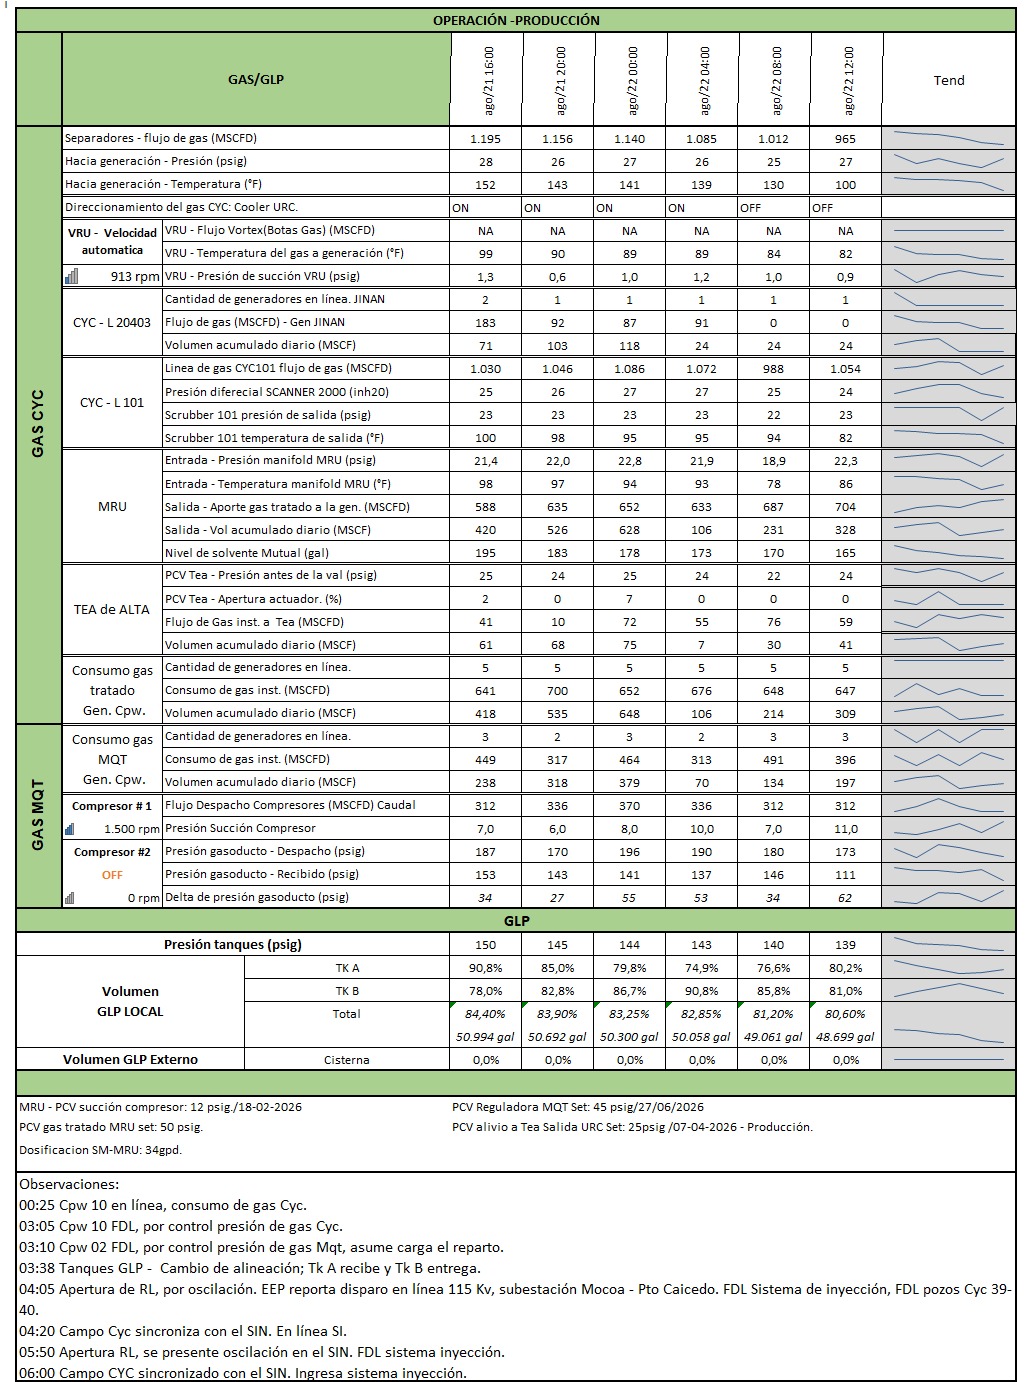 OPERACIÓN -PRODUCCIÓN
GAS/GLP ago/21 16:00 ago/21 20:00 ago/22 00:00 ago/22 04:00 ago/22 08:00 ago/22 12:00 Tend
GAS CYC
Separadores - flujo de gas (MSCFD) 1.195 1.156 1.140 1.085 1.012 965
Hacia generación - Presión (psig) 28 26 27 26 25 27
Hacia generación - Temperatura (°F) 152 143 141 139 130 100
Direccionamiento del gas CYC: Cooler URC. ON ON ON ON OFF OFF
VRU - Velocidad automatica
VRU - Flujo Vortex(Botas Gas) (MSCFD) NA NA NA NA NA NA
VRU - Temperatura del gas a generación (°F) 99 90 89 89 84 82
913 rpm VRU - Presión de succión VRU (psig) 1,3 0,6 1,0 1,2 1,0 0,9
CYC - L 20403
Cantidad de generadores en línea. JINAN 2 1 1 1 1 1
Flujo de gas (MSCFD) - Gen JINAN 183 92 87 91 0 0
Volumen acumulado diario (MSCF) 71 103 118 24 24 24
CYC - L 101
Linea de gas CYC101 flujo de gas (MSCFD) 1.030 1.046 1.086 1.072 988 1.054
Presión diferecial SCANNER 2000 (inh20) 25 26 27 27 25 24
Scrubber 101 presión de salida (psig) 23 23 23 23 22 23
Scrubber 101 temperatura de salida (°F) 100 98 95 95 94 82
MRU
Entrada - Presión manifold MRU (psig) 21,4 22,0 22,8 21,9 18,9 22,3
Entrada - Temperatura manifold MRU (°F) 98 97 94 93 78 86
Salida - Aporte gas tratado a la gen. (MSCFD) 588 635 652 633 687 704
Salida - Vol acumulado diario (MSCF) 420 526 628 106 231 328
Nivel de solvente Mutual (gal) 195 183 178 173 170 165
TEA de ALTA
PCV Tea - Presión antes de la val (psig) 25 24 25 24 22 24
PCV Tea - Apertura actuador. (%) 2 0 7 0 0 0
Flujo de Gas inst. a Tea (MSCFD) 41 10 72 55 76 59
Volumen acumulado diario (MSCF) 61 68 75 7 30 41
Consumo gas tratado Gen. Cpw.
Cantidad de generadores en línea. 5 5 5 5 5 5
Consumo de gas inst. (MSCFD) 641 700 652 676 648 647
Volumen acumulado diario (MSCF) 418 535 648 106 214 309
GAS MQT
Consumo gas MQT Gen. Cpw.
Cantidad de generadores en línea. 3 2 3 2 3 3
Consumo de gas inst. (MSCFD) 449 317 464 313 491 396
Volumen acumulado diario (MSCF) 238 318 379 70 134 197
Compresor # 1 Flujo Despacho Compresores (MSCFD) Caudal 312 336 370 336 312 312
1.500 rpm Presión Succión Compresor 7,0 6,0 8,0 10,0 7,0 11,0
Compresor #2 Presión gasoducto - Despacho (psig) 187 170 196 190 180 173
OFF Presión gasoducto - Recibido (psig) 153 143 141 137 146 111
0 rpm Delta de presión gasoducto (psig) 34 27 55 53 34 62
GLP
Presión tanques (psig) 150 145 144 143 140 139
Volumen GLP LOCAL
TK A 90,8% 85,0% 79,8% 74,9% 76,6% 80,2%
TK B 78,0% 82,8% 86,7% 90,8% 85,8% 81,0%
Total 84,40% 83,90% 83,25% 82,85% 81,20% 80,60%
50.994 gal 50.692 gal 50.300 gal 50.058 gal 49.061 gal 48.699 gal
Volumen GLP Externo Cisterna 0,0% 0,0% 0,0% 0,0% 0,0% 0,0%
MRU - PCV succión compresor: 12 psig./18-02-2026 PCV Reguladora MQT Set: 45 psig/27/06/2026
PCV gas tratado MRU set: 50 psig. PCV alivio a Tea Salida URC Set: 25psig /07-04-2026 - Producción.
Dosificacion SM-MRU: 34gpd.
Observaciones:
00:25 Cpw 10 en línea, consumo de gas Cyc.
03:05 Cpw 10 FDL, por control presión de gas Cyc.
03:10 Cpw 02 FDL, por control presión de gas Mqt, asume carga el reparto.
03:38 Tanques GLP - Cambio de alineación; Tk A recibe y Tk B entrega.
04:05 Apertura de RL, por oscilación. EEP reporta disparo en línea 115 Kv, subestación Mocoa - Pto Caicedo. FDL Sistema de inyección, FDL pozos Cyc 39-
40.
04:20 Campo Cyc sincroniza con el SIN. En línea SI.
05:50 Apertura RL, se presente oscilación en el SIN. FDL sistema inyección.
06:00 Campo CYC sincronizado con el SIN. Ingresa sistema inyección.